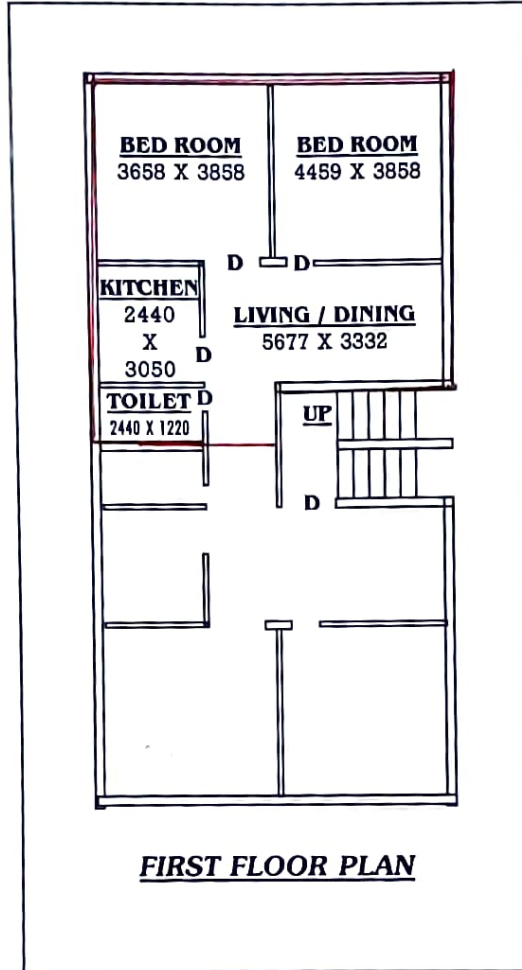 BED ROOM
3658 X 3858
BED ROOM
4459 X 3858
D
D
KITCHEN
2440
X
3050
D
LIVING / DINING
5677 X 3332
TOILET
D
2440 X 1220
UP
D
FIRST FLOOR PLAN